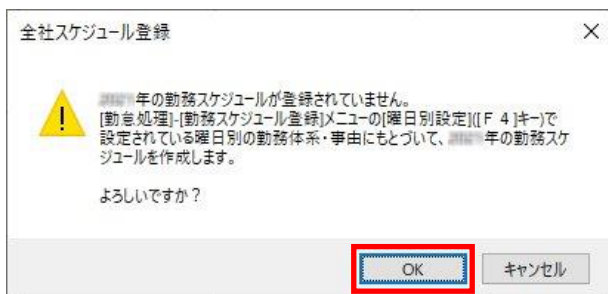 全社スケジュール登録
年の勤務スケジュールが登録されていません。
[勤怠処理]-[勤務スケジュール登録]メニューの[曜日別設定]([F4]キー)で
設定されている曜日別の勤務体系・事由にもとづいて、 年の勤務スケ
ジュールを作成します。
よろしいですか？
OK
キャンセル